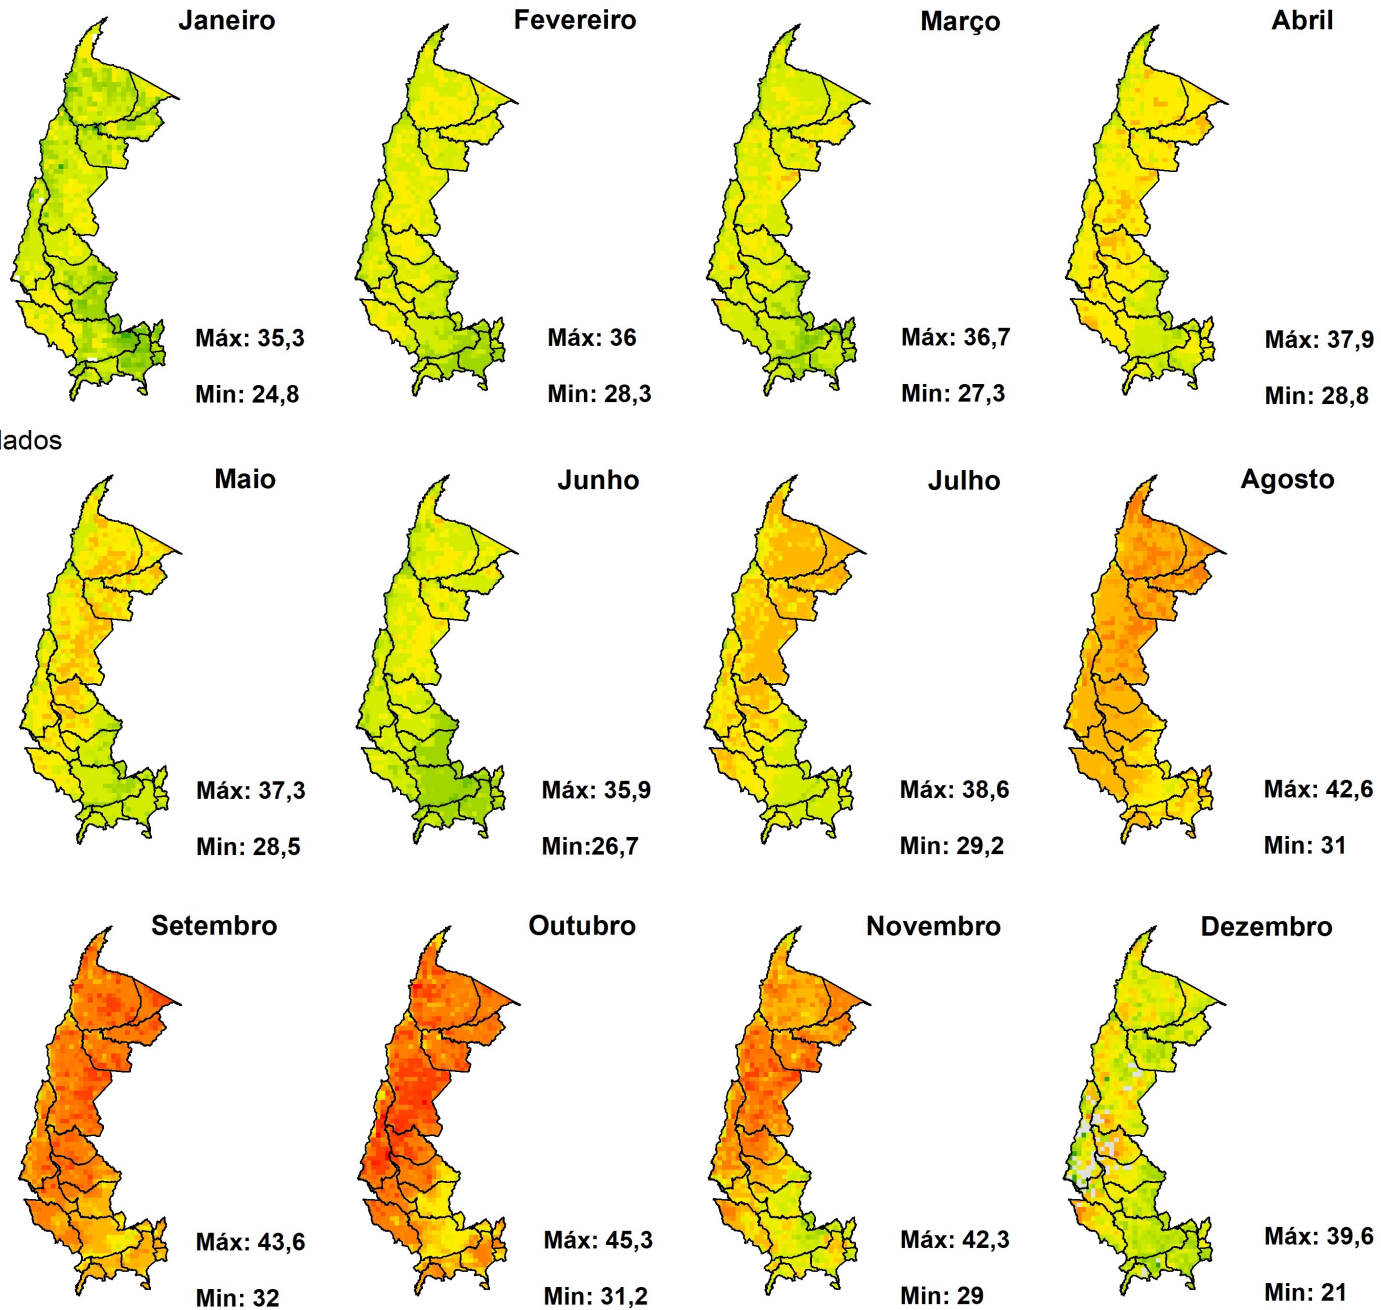 Janeiro
Fevereiro
Março
Abril
Máx: 35,3
Máx: 36
Máx: 36,7
Máx: 37,9
Min: 24,8
Min: 28,3
Min: 27,3
Min: 28,8
lados
Maio
Junho
Julho
Agosto
Máx: 37,3
Máx: 35,9
Máx: 38,6
Máx: 42,6
Min: 28,5
Min:26,7
Min: 29,2
Min: 31
Setembro
Outubro
Novembro
Dezembro
Máx: 43,6
Máx: 45,3
Máx: 42,3
Máx: 39,6
Min: 32
Min: 31,2
Min: 29
Min: 21